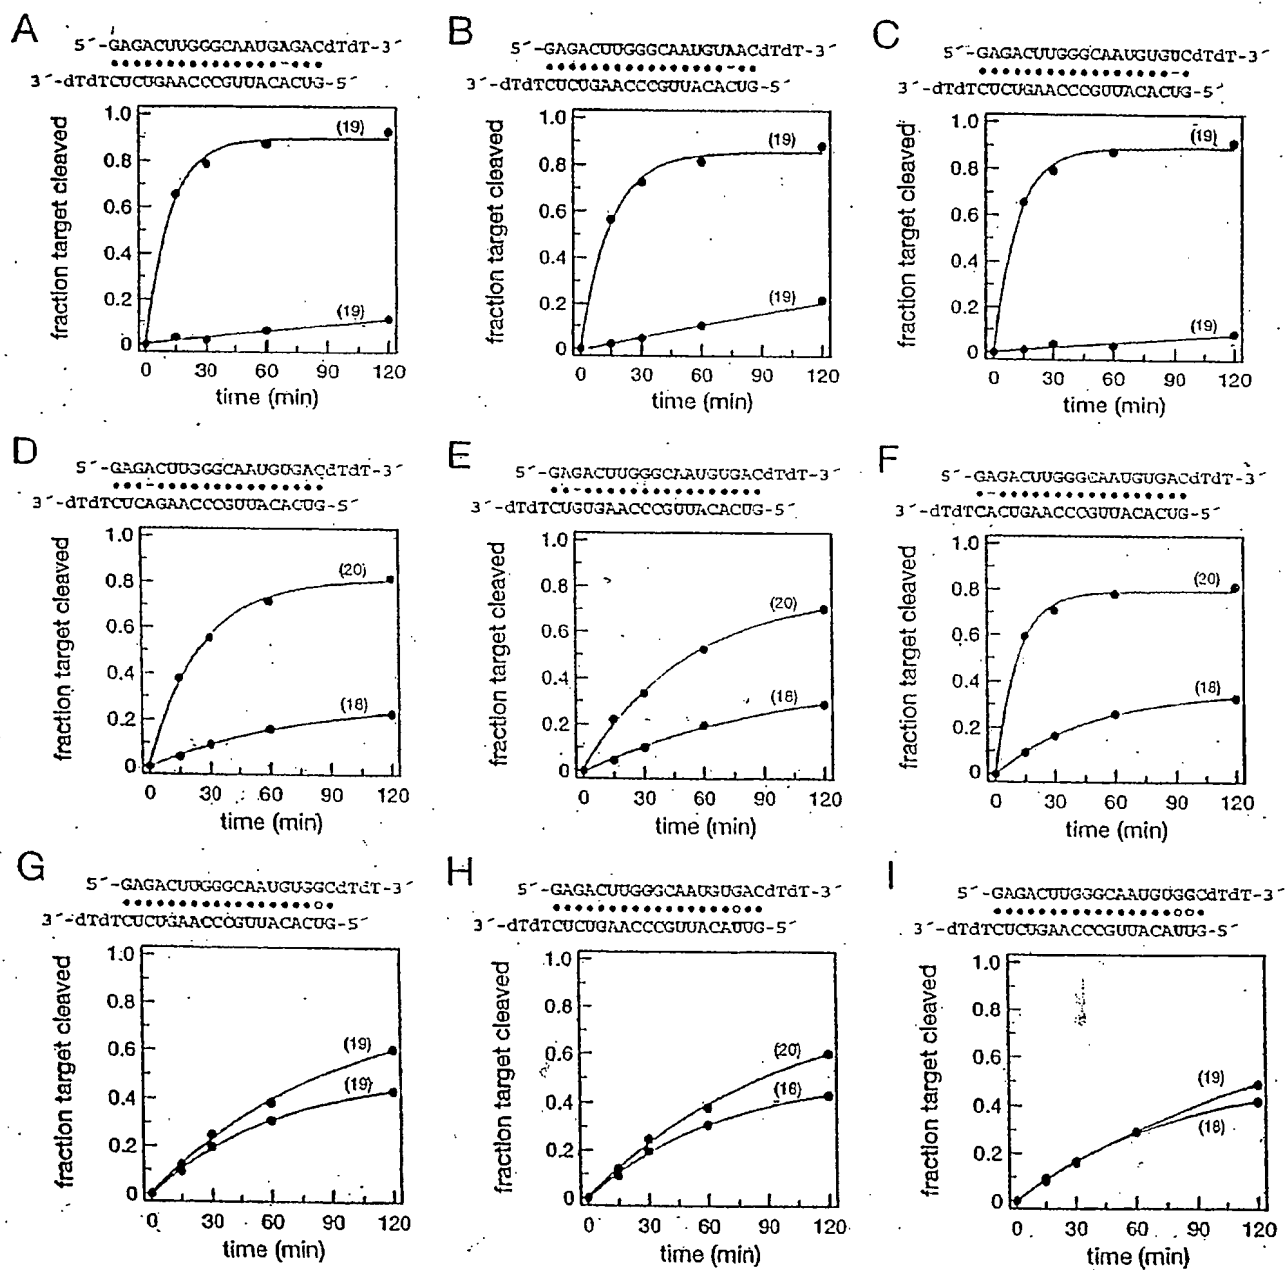 A
5´-GAGACUUGGGCAAUGAGACdTdT-3´
3´-dTdTCUCUGAACCCGUUACACUG-5´
fraction target cleaved
1.0
0.8
0.6
0.4
0.2
0
(19)
(19)
0 30 60 90 120
time (min)
B
5´-GAGACUUGGGCAAUGUAACdTdT-3´
3´-dTdTCUCUGAACCCGUUACACUG-5´
fraction target cleaved
1.0
0.8
0.6
0.4
0.2
0
(19)
(19)
0 30 60 90 120
time (min)
C
5´-GAGACUUGGGCAAUGUGUCdTdT-3´
3´-dTdTCUCUGAACCCGUUACACUG-5´
fraction target cleaved
1.0
0.8
0.6
0.4
0.2
0
(19)
(19)
0 30 60 90 120
time (min)
D
5´-GAGACUUGGGCAAUGUGACdTdT-3´
3´-dTdTCUCAGAACCCGUUACACUG-5´
fraction target cleaved
1.0
0.8
0.6
0.4
0.2
0
(20)
(18)
0 30 60 90 120
time (min)
E
5´-GAGACUUGGGCAAUGUGACdTdT-3´
3´-dTdTCUGUGAACCCGUUACACUG-5´
fraction target cleaved
1.0
0.8
0.6
0.4
0.2
0
(20)
(18)
0 30 60 90 120
time (min)
F
5´-GAGACUUGGGCAAUGUGACdTdT-3´
3´-dTdTCACUGAACCCGUUACACUG-5´
fraction target cleaved
1.0
0.8
0.6
0.4
0.2
0
(20)
(18)
0 30 60 90 120
time (min)
G
5´-GAGACUUGGGCAAUGUGGCdTdT-3´
3´-dTdTCUCUGAACCCGUUACACUG-5´
fraction target cleaved
1.0
0.8
0.6
0.4
0.2
0
(19)
(19)
0 30 60 90 120
time (min)
H
5´-GAGACUUGGGCAAUGUGACdTdT-3´
3´-dTdTCUCUGAACCCGUUACAUUG-5´
fraction target cleaved
1.0
0.8
0.6
0.4
0.2
0
(20)
(18)
0 30 60 90 120
time (min)
I
5´-GAGACUUGGGCAAUGUGGCdTdT-3´
3´-dTdTCUCUGAACCCGUUACAUUG-5´
fraction target cleaved
1.0
0.8
0.6
0.4
0.2
0
(19)
(18)
0 30 60 90 120
time (min)